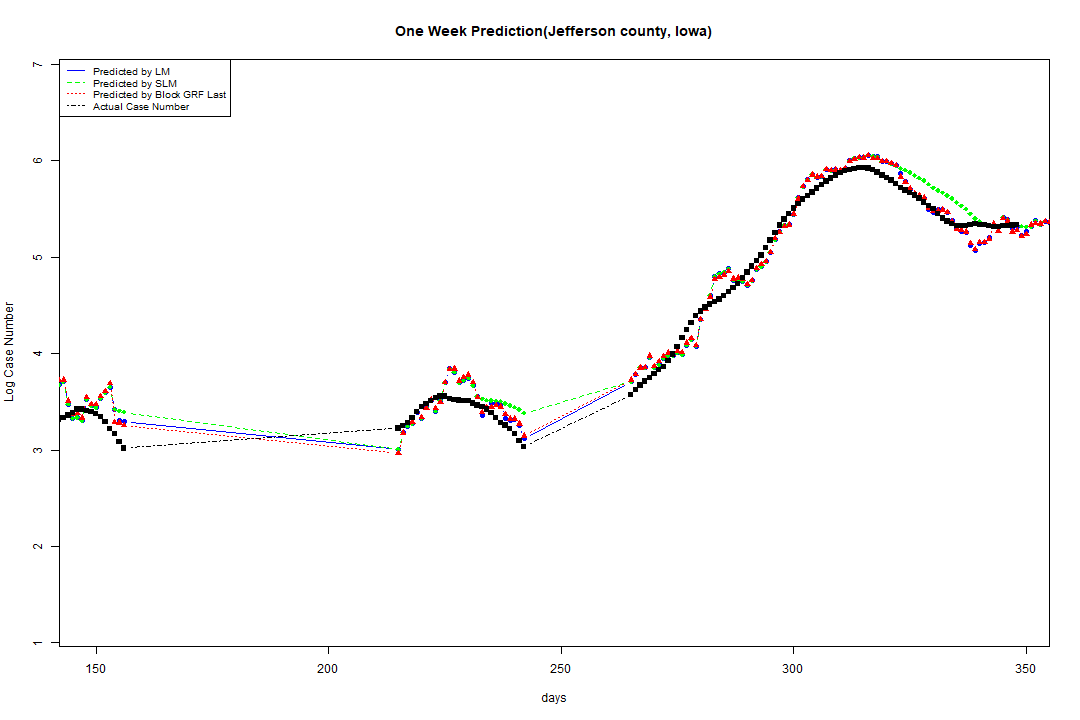 One Week Prediction(Jefferson county, Iowa)
Predicted by LM
Predicted by SLM
Predicted by Block GRF Last
Actual Case Number
Log Case Number
7
6
5
4
3
2
1
150 200 250 300 350
days